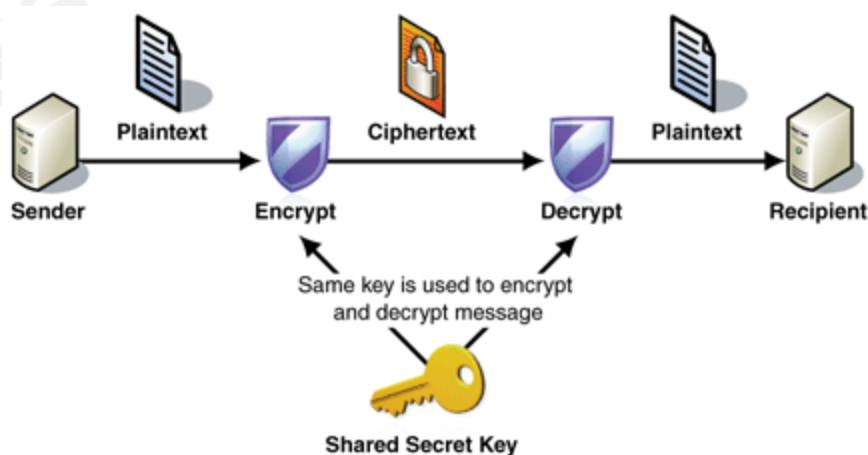 Plaintext
Ciphertext
Plaintext
Sender
Encrypt
Decrypt
Recipient
Same key is used to encrypt
and decrypt message
Shared Secret Key